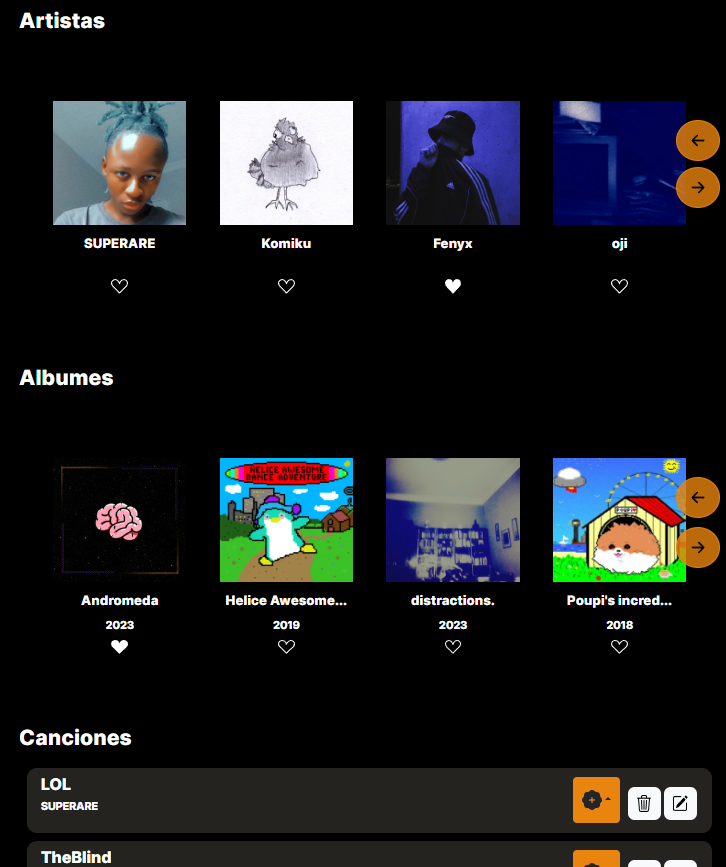 Artistas
SUPERARE
Komiku
Fenyx
oji
Albumes
HELICE AWESOME
DANCE ADVENTURE
Andromeda
Helice Awesome...
distractions.
Poupi's incred...
2023
2019
2023
2018
Canciones
LOL
SUPERARE
TheBlind